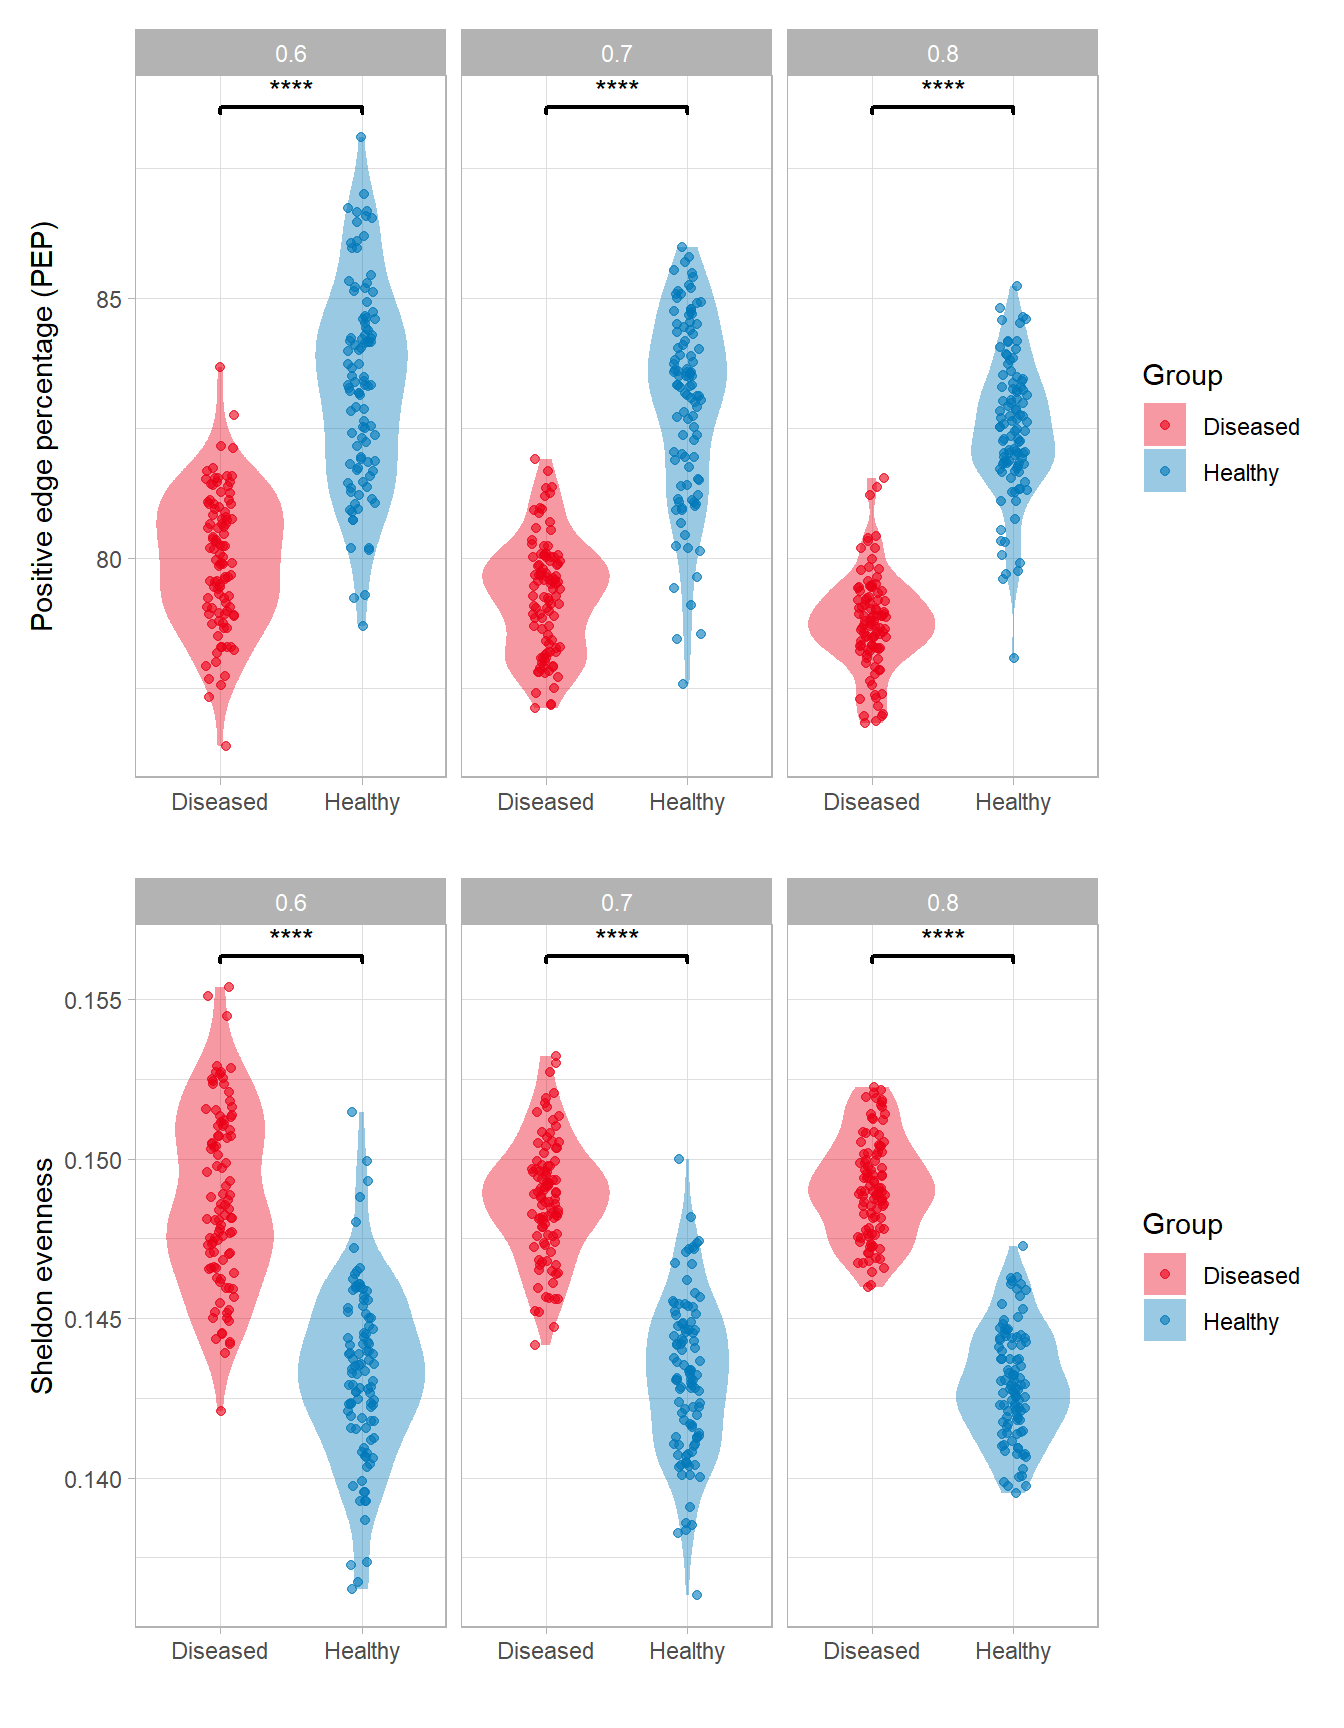 0.6 0.7 0.8
**** **** ****
Positive edge percentage (PEP)
85
80
Diseased Healthy Diseased Healthy Diseased Healthy
Group
Diseased
Healthy
0.6 0.7 0.8
**** **** ****
Sheldon evenness
0.155
0.150
0.145
0.140
Diseased Healthy Diseased Healthy Diseased Healthy
Group
Diseased
Healthy